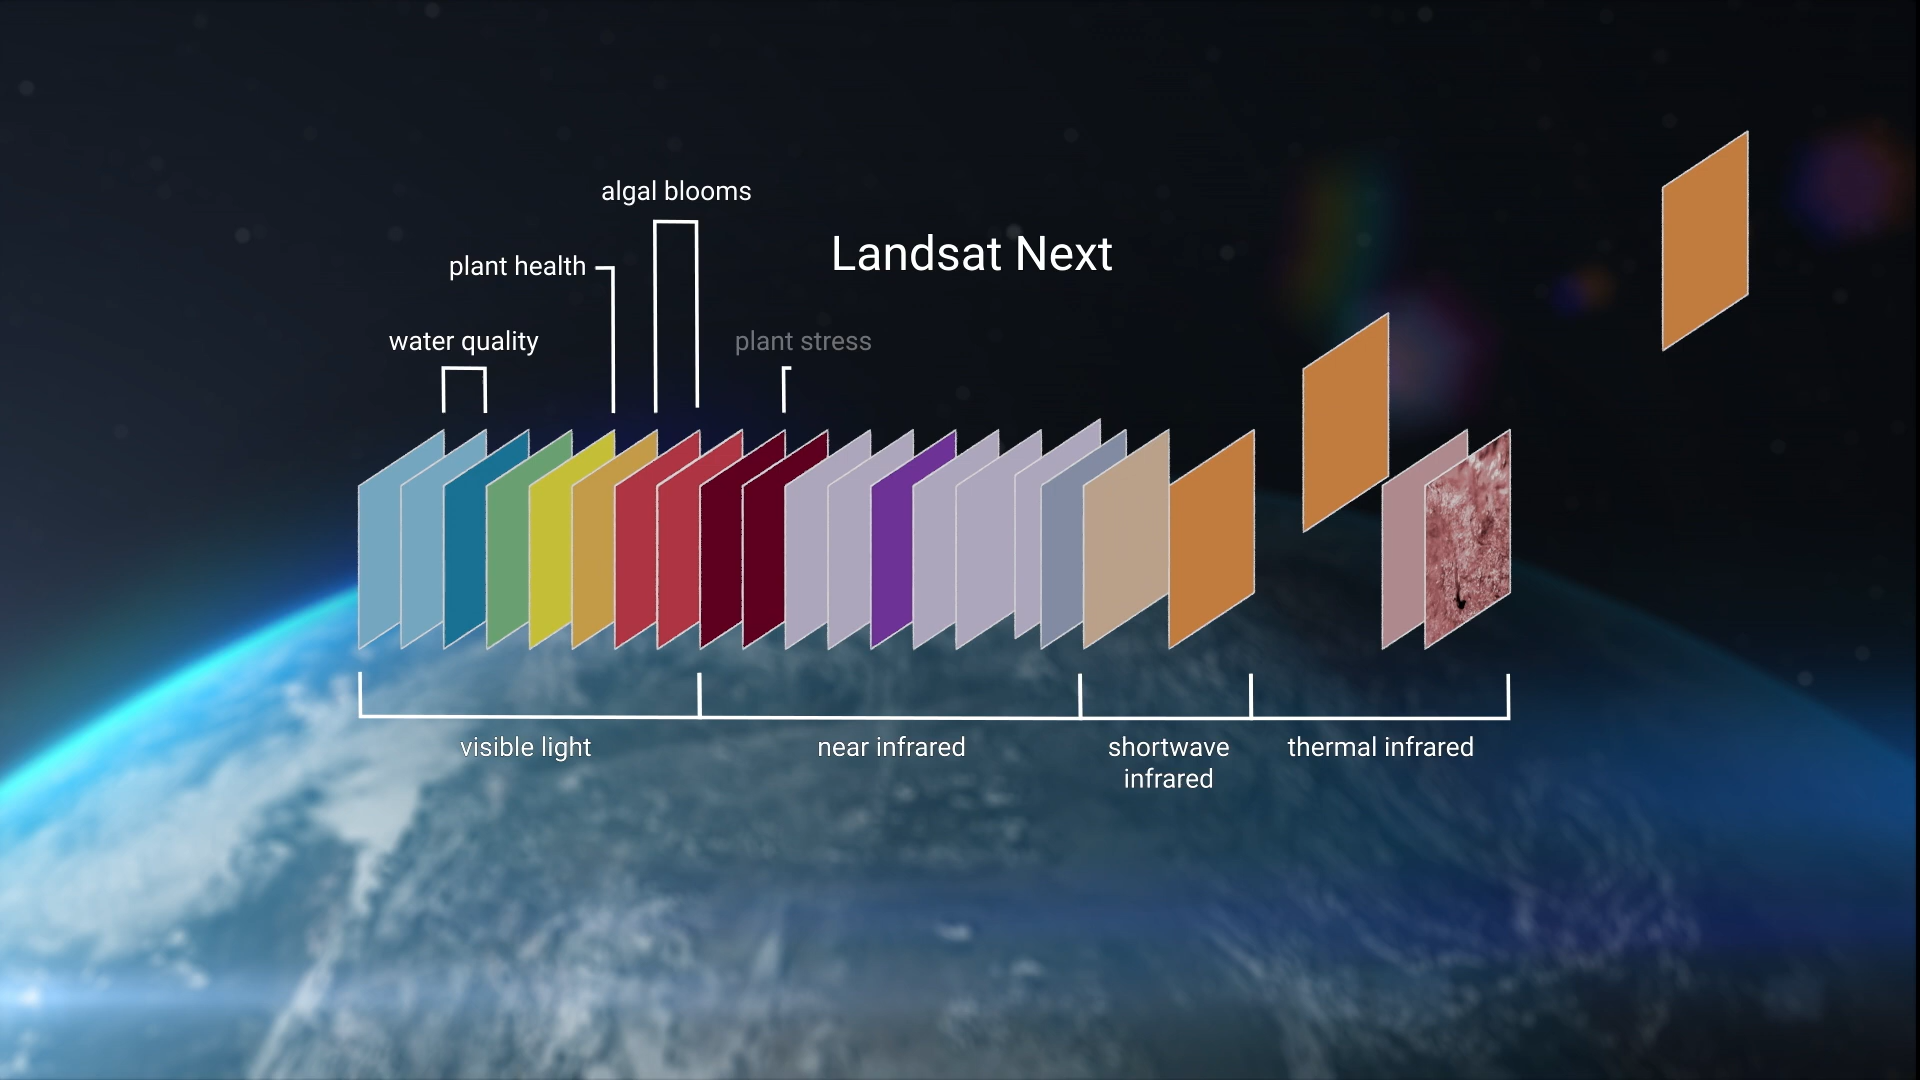 algal blooms
Landsat Next
plant health
water quality
plant stress
visible light
near infrared
shortwave
infrared
thermal infrared